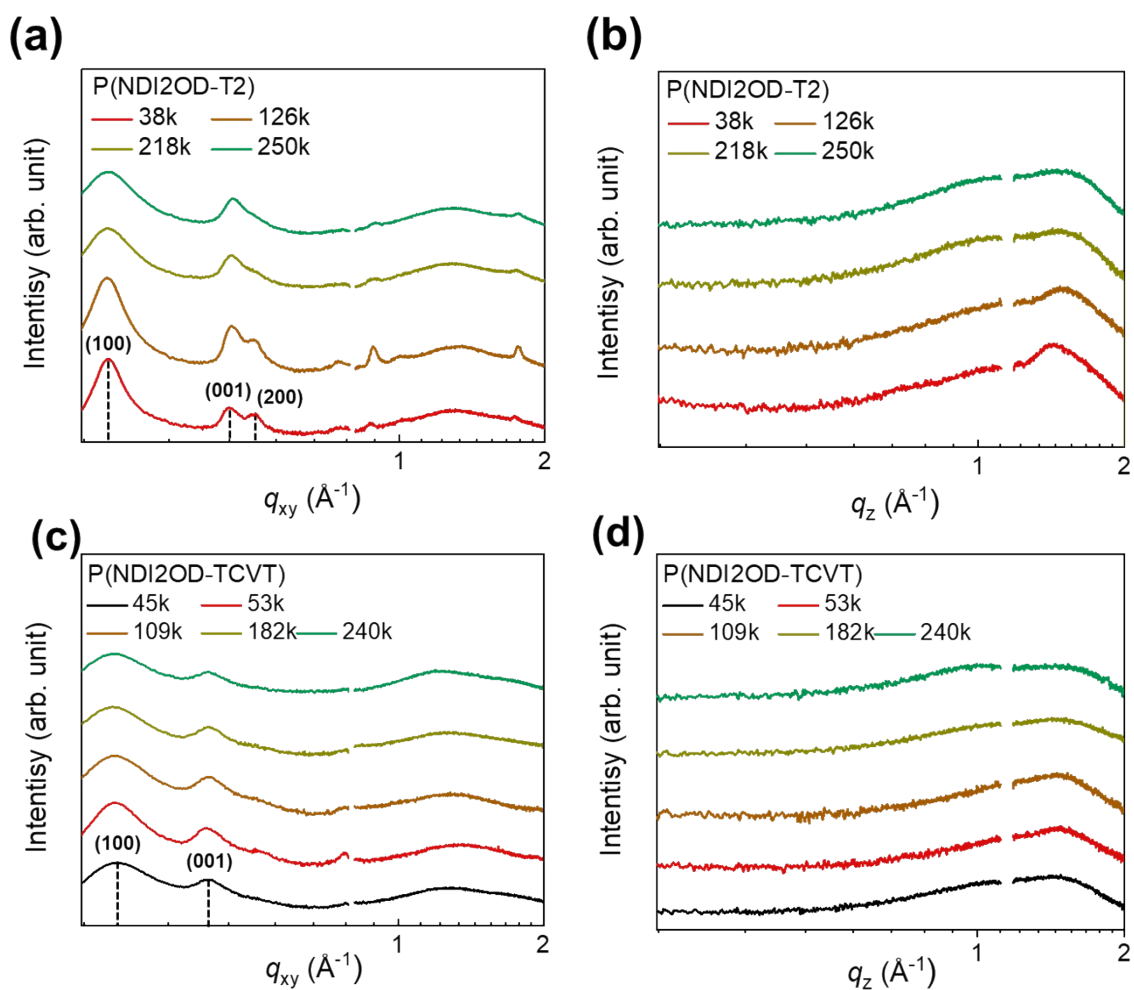 (a)
P(NDI2OD-T2)
38k 126k
218k 250k
(100)
(001)
(200)
Intentisy (arb. unit)
1 2
qxy (Å-1)
(b)
P(NDI2OD-T2)
38k 126k
218k 250k
Intentisy (arb. unit)
1 2
qz (Å-1)
(c)
P(NDI2OD-TCVT)
45k 53k
109k 182k 240k
(100)
(001)
Intentisy (arb. unit)
1 2
qxy (Å-1)
(d)
P(NDI2OD-TCVT)
45k 53k
109k 182k 240k
Intentisy (arb. unit)
1 2
qz (Å-1)